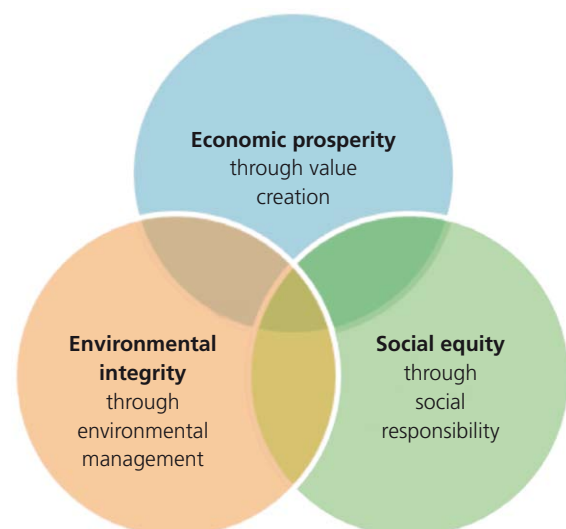 Economic prosperity
through value
creation
Environmental
integrity
through
environmental
management
Social equity
through
social
responsibility